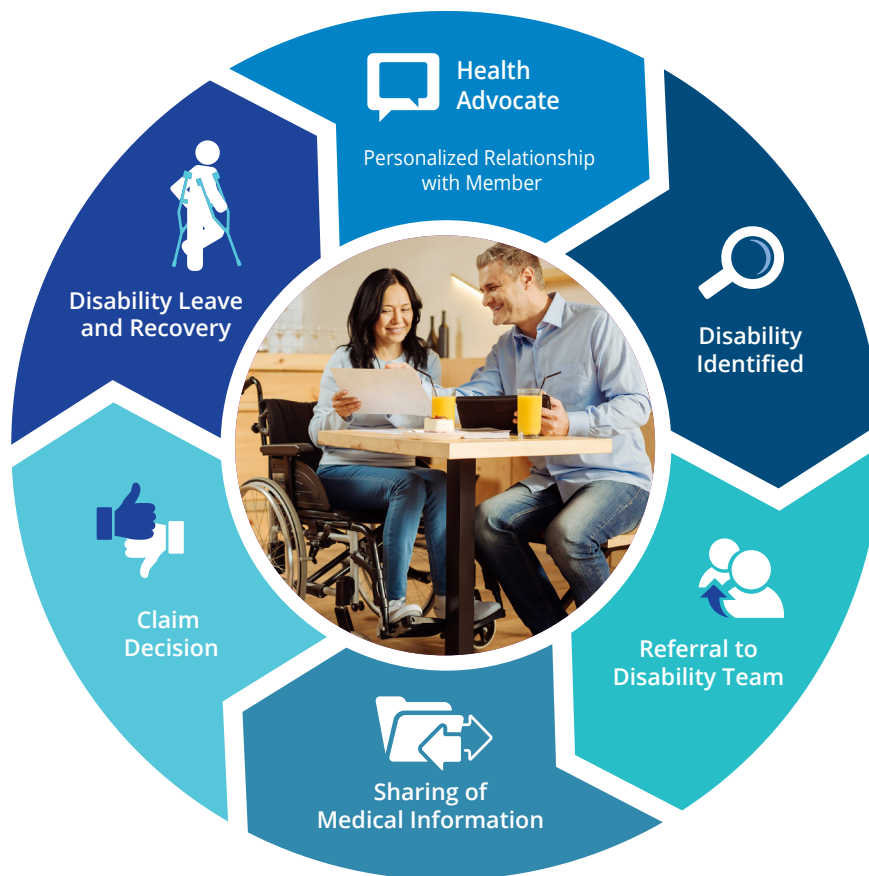 Health
Advocate
Personalized Relationship
with Member
Disability
Identified
Referral to
Disability Team
Sharing of
Medical Information
Claim
Decision
Disability Leave
and Recovery